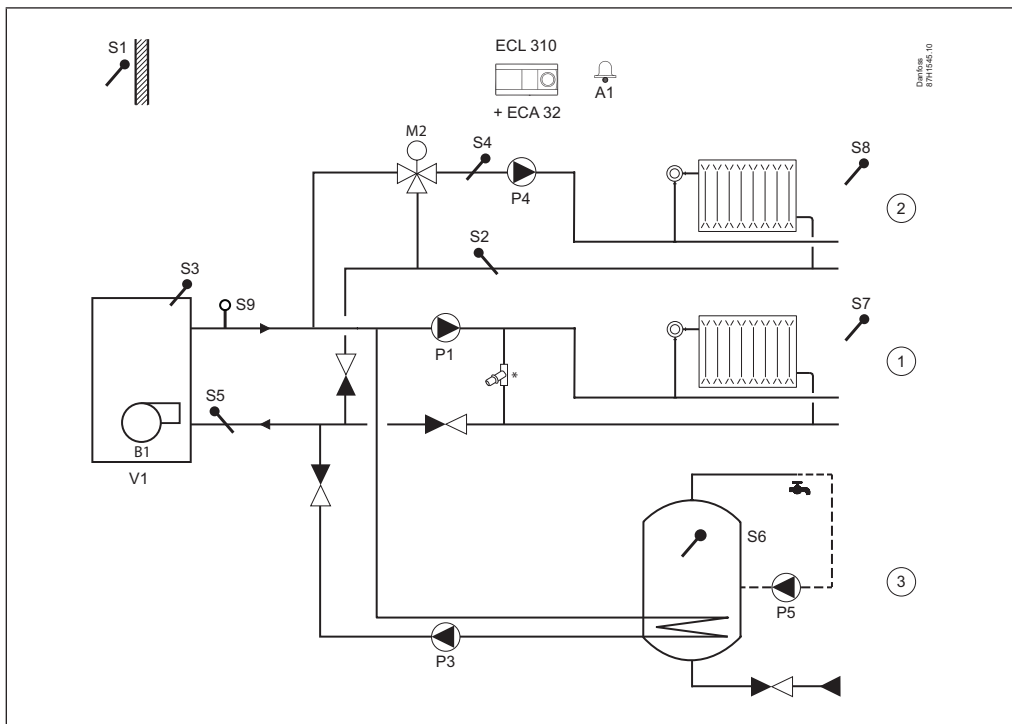 S1
ECL 310
A1
+ ECA 32
Danfoss
87H1545.10
M2
S4
P4
S8
2
S2
S3
S9
P1
S7
1
*
S5
B1
V1
S6
P5
3
P3